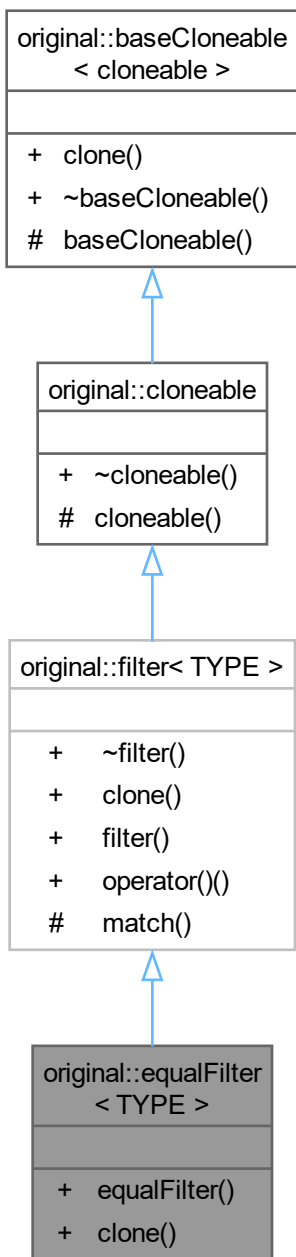 original::baseCloneable
< cloneable >
+ clone()
+ ~baseCloneable()
# baseCloneable()
original::cloneable
+ ~cloneable()
# cloneable()
original::filter< TYPE >
+ ~filter()
+ clone()
+ filter()
+ operator()()
# match()
original::equalFilter
< TYPE >
+ equalFilter()
+ clone()